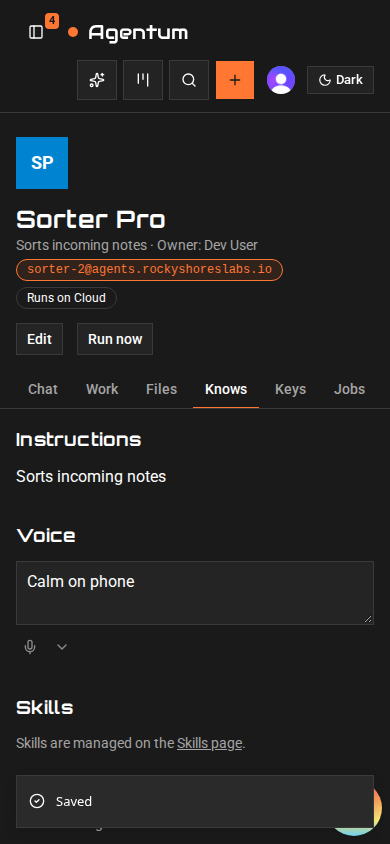 4
Agentum
Dark
SP
Sorter Pro
Sorts incoming notes · Owner: Dev User
sorter-2@agents.rockyshoreslabs.io
Runs on Cloud
Edit
Run now
Chat
Work
Files
Knows
Keys
Jobs
Instructions
Sorts incoming notes
Voice
Calm on phone
Skills
Skills are managed on the Skills page.
Saved